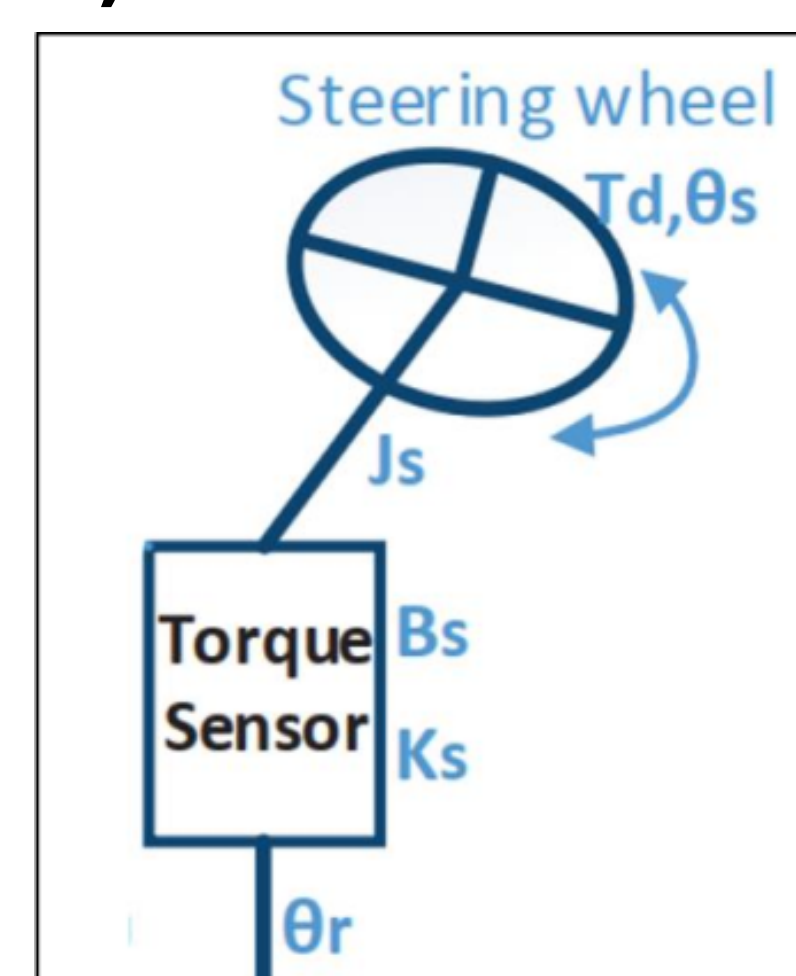 Steering wheel
Td,θs
Js
Torque
Sensor
Bs
Ks
θr